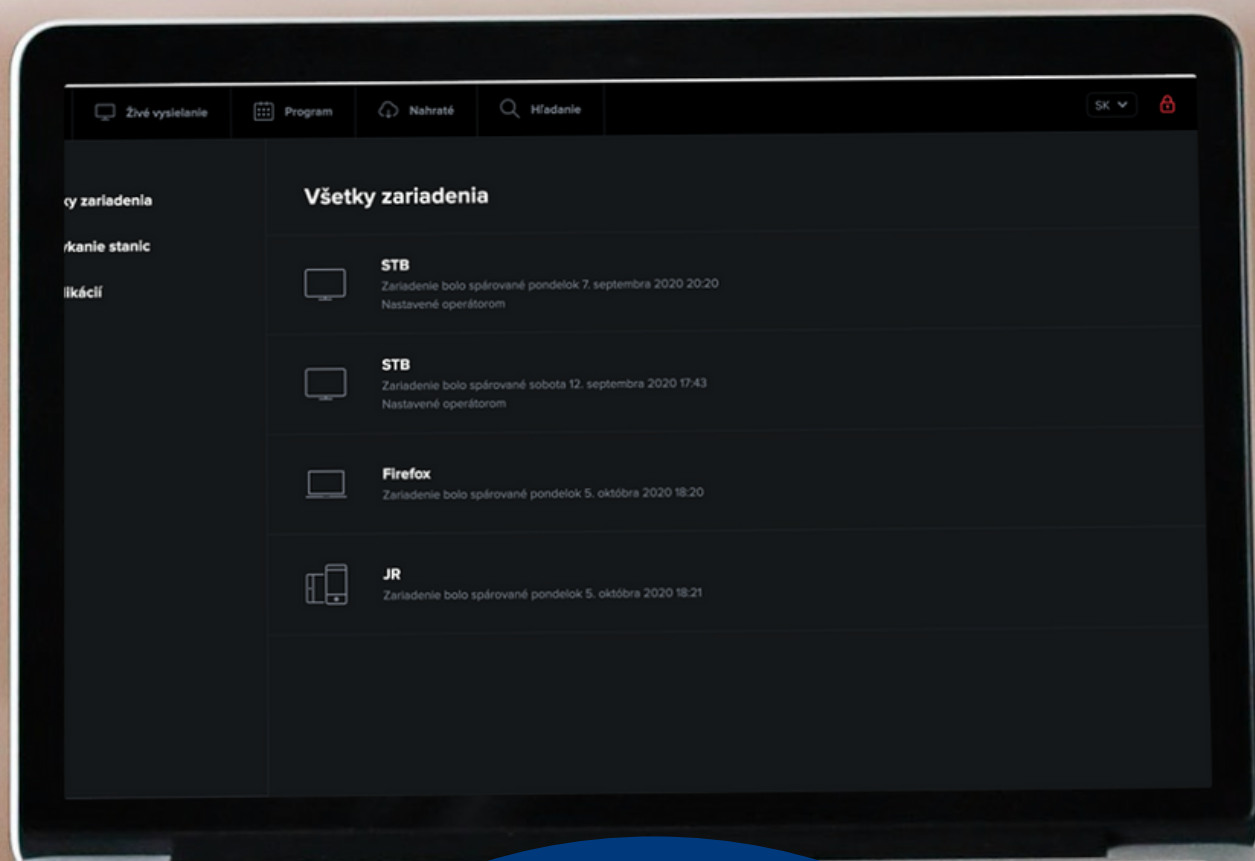 Živé vysielanie
Program
Nahraté
Hľadanie
SK
ky zariadenia
ykanie staníc
likácií
Všetky zariadenia
STB
Zariadenie bolo spárované pondelok 7. septembra 2020 20:20
Nastavené operátorom
STB
Zariadenie bolo spárované sobota 12. septembra 2020 17:43
Nastavené operátorom
Firefox
Zariadenie bolo spárované pondelok 5. októbra 2020 18:20
JR
Zariadenie bolo spárované pondelok 5. októbra 2020 18:21